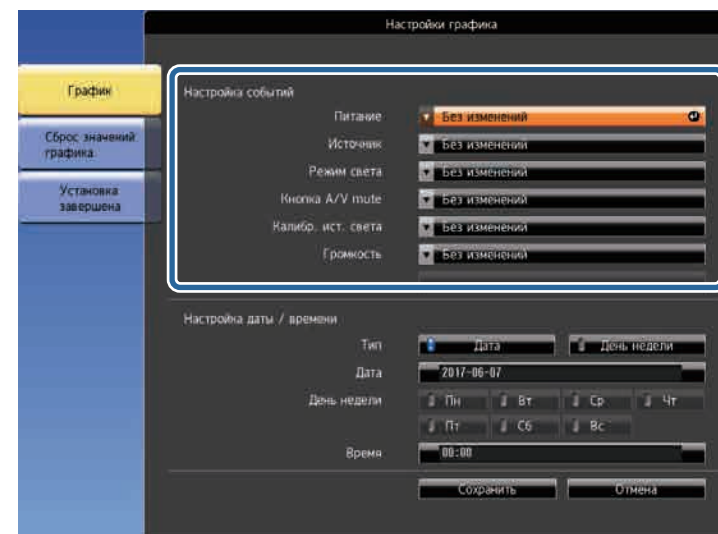 Настройки графика
График
Сброс значений
графика
Установка
завершена
Настройка событий
Питание Без изменений
Источник Без изменений
Режим света Без изменений
Кнопка A/V mute Без изменений
Калибр. ист. света Без изменений
Громкость Без изменений
Настройка даты / времени
Тип Дата День недели
Дата 2017-06-07
День недели Пн Вт Ср Чт
Пт Сб Вс
Время 00:00
Сохранить Отмена